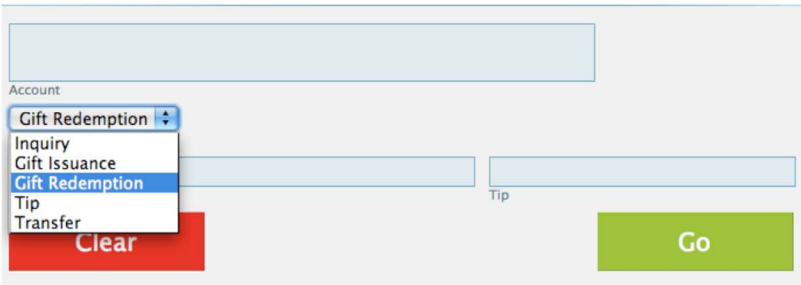 Account
Gift Redemption
Inquiry
Gift Issuance
Gift Redemption
Tip
Transfer
Tip
Clear
Go